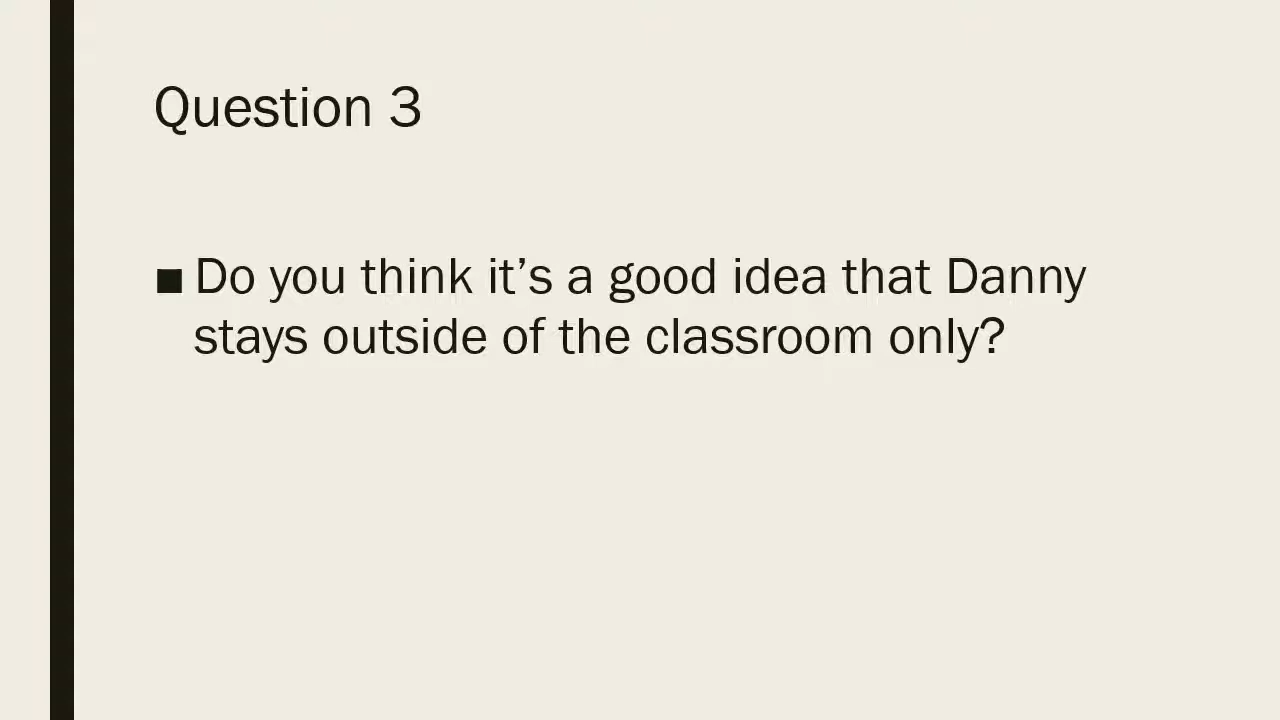 Question 3
■ Do you think it’s a good idea that Danny
stays outside of the classroom only?